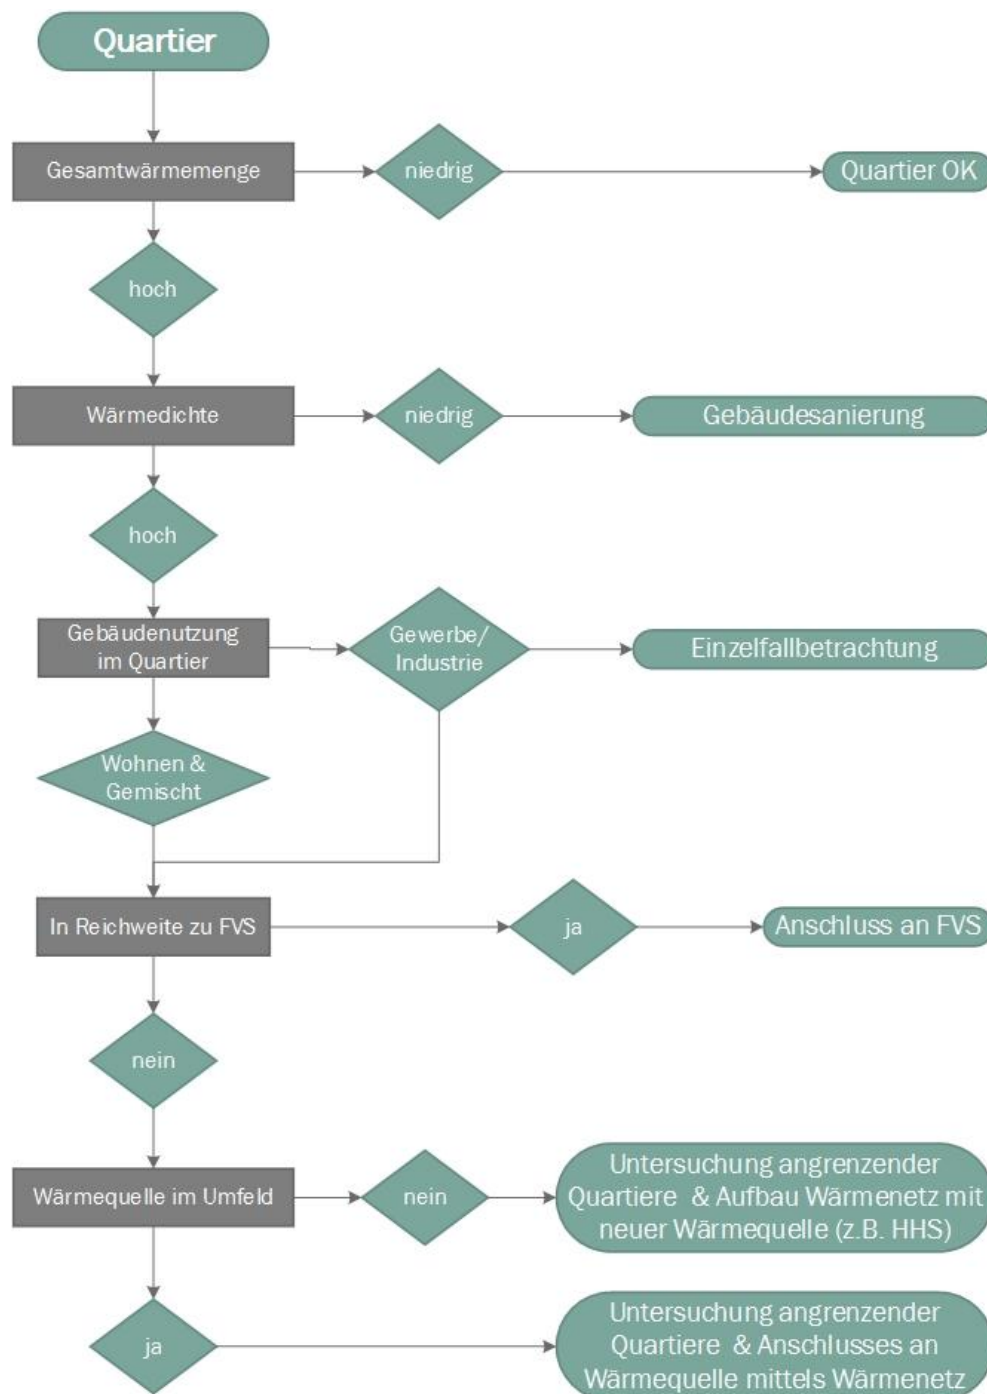 Quartier
Gesamtwärmemenge
niedrig
Quartier OK
hoch
Wärmedichte
niedrig
Gebäudesanierung
hoch
Gebäudenutzung
im Quartier
Gewerbe/
Industrie
Einzelfallbetrachtung
Wohnen &
Gemischt
In Reichweite zu FVS
ja
Anschluss an FVS
nein
Wärmequelle im Umfeld
nein
Untersuchung angrenzender
Quartiere & Aufbau Wärmenetz mit
neuer Wärmequelle (z.B. HHS)
ja
Untersuchung angrenzender
Quartiere & Anschlusses an
Wärmequelle mittels Wärmenetz